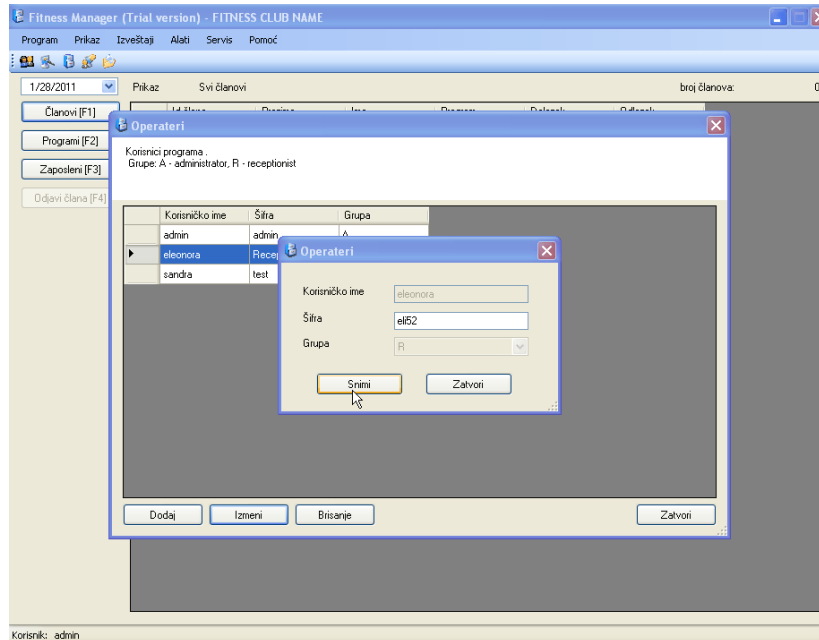 Fitness Manager (Trial version) - FITNESS CLUB NAME
Program Prikaz Izveštaji Alati Servis Pomoć
1/28/2011 Prikaz Svi članovi broj članova: 0
Članovi [F1]
Programi [F2]
Zaposleni [F3]
Odjavi člana [F4]
Operateri
Korisnici programa .
Grupe: A - administrator, R - receptionist
Korisničko ime Šifra Grupa
admin admin A
eleonora
sandra test
Operateri
Korisničko ime eleonora
Šifra eli52
Grupa R
Snimi Zatvori
Dodaj Izmeni Brisanje Zatvori
Korisnik: admin